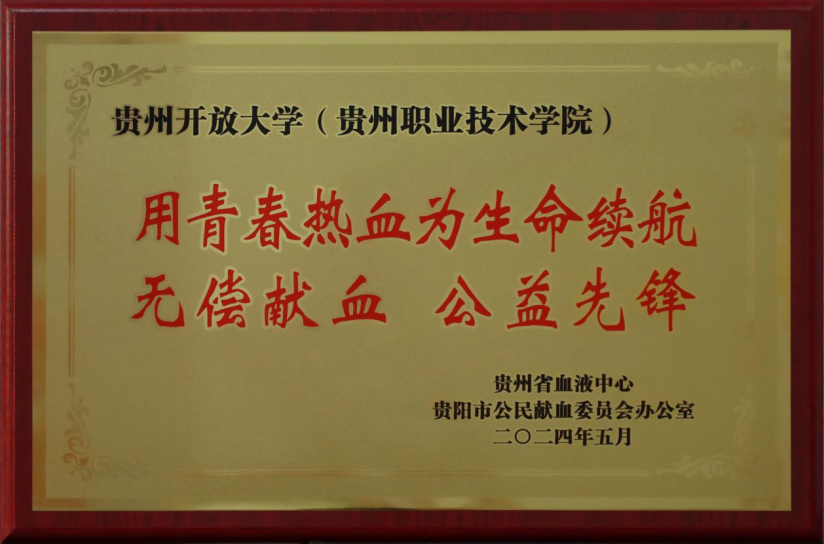 贵州开放大学（贵州职业技术学院）
用青春热血为生命续航
无偿献血 公益先锋
贵州省血液中心
贵阳市公民献血委员会办公室
二〇二四年五月